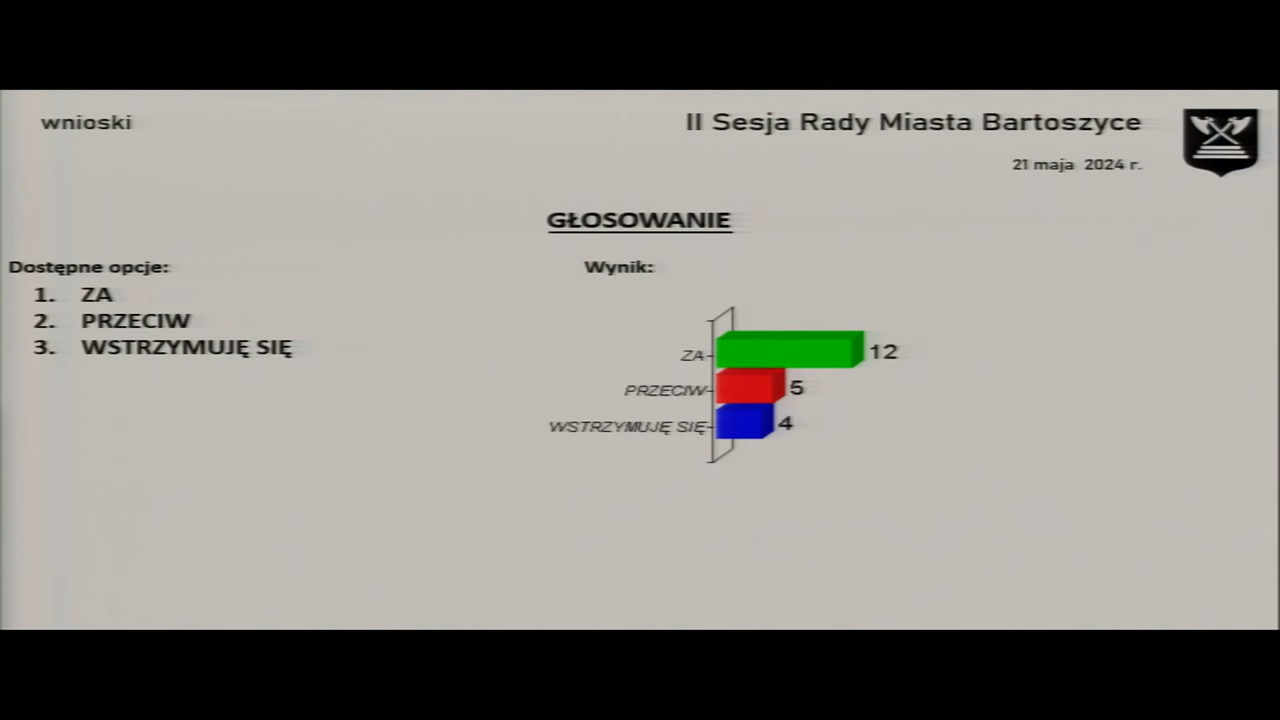 wnioski
II Sesja Rady Miasta Bartoszyce
21 maja 2024 r.
GŁOSOWANIE
Dostępne opcje:
1. ZA
2. PRZECIW
3. WSTRZYMUJĘ SIĘ
Wynik:
ZA 12
PRZECIW 5
WSTRZYMUJĘ SIĘ 4